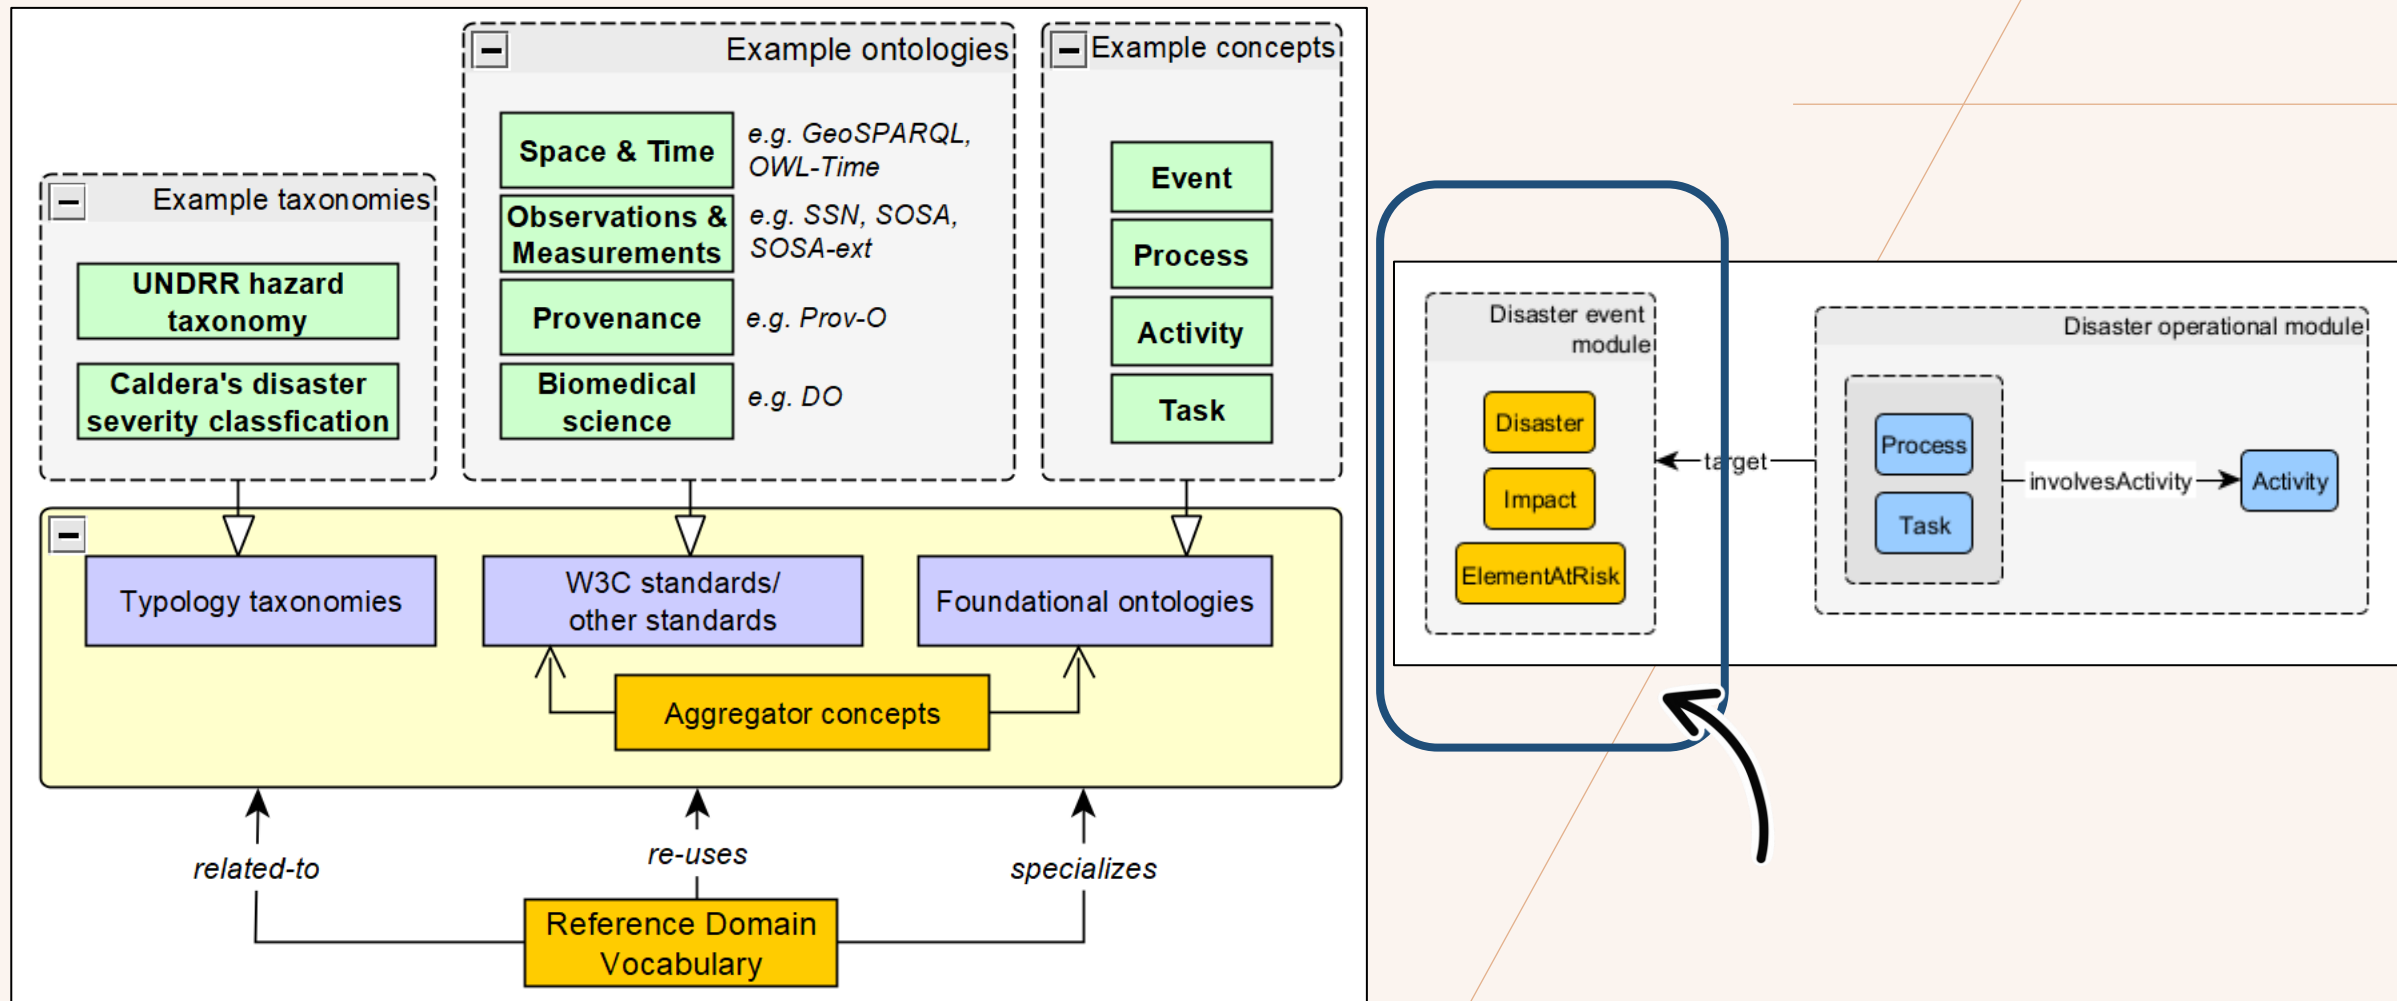 Example taxonomies
UNDRR hazard
taxonomy
Caldera's disaster
severity classfication
Example ontologies
Space & Time
e.g. GeoSPARQL,
OWL-Time
Observations &
Measurements
e.g. SSN, SOSA,
SOSA-ext
Provenance
e.g. Prov-O
Biomedical
science
e.g. DO
Example concepts
Event
Process
Activity
Task
Typology taxonomies
W3C standards/
other standards
Foundational ontologies
Aggregator concepts
related-to
re-uses
specializes
Reference Domain
Vocabulary
Disaster event
module
Disaster
Impact
ElementAtRisk
target
Disaster operational module
Process
Task
involvesActivity
Activity